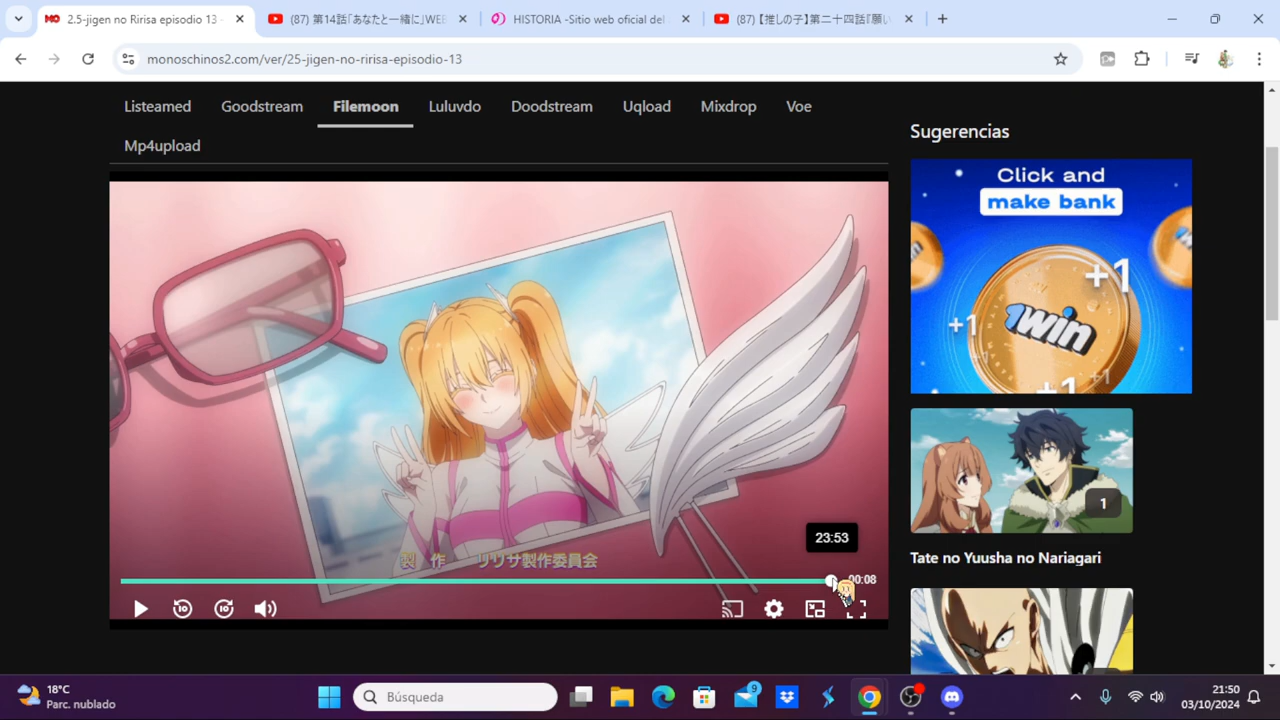 2.5-jigen no Ririsa episodio 13 -
(87) 第14話「あなたと一緒に」WEB
HISTORIA -Sitio web oficial del
(87)【推しの子】第二十四話『願い
monoschinos2.com/ver/25-jigen-no-ririsa-episodio-13
Listeamed Goodstream Filemoon Luluvdo Doodstream Uqload Mixdrop Voe
Mp4upload
Sugerencias
Click and
make bank
+1
+1
1win
+1
+1
+1
1
Tate no Yuusha no Nariagari
製 作 リリサ製作委員会
23:53
00:08
10
10
18°C
Parc. nublado
Búsqueda
9
21:50
03/10/2024